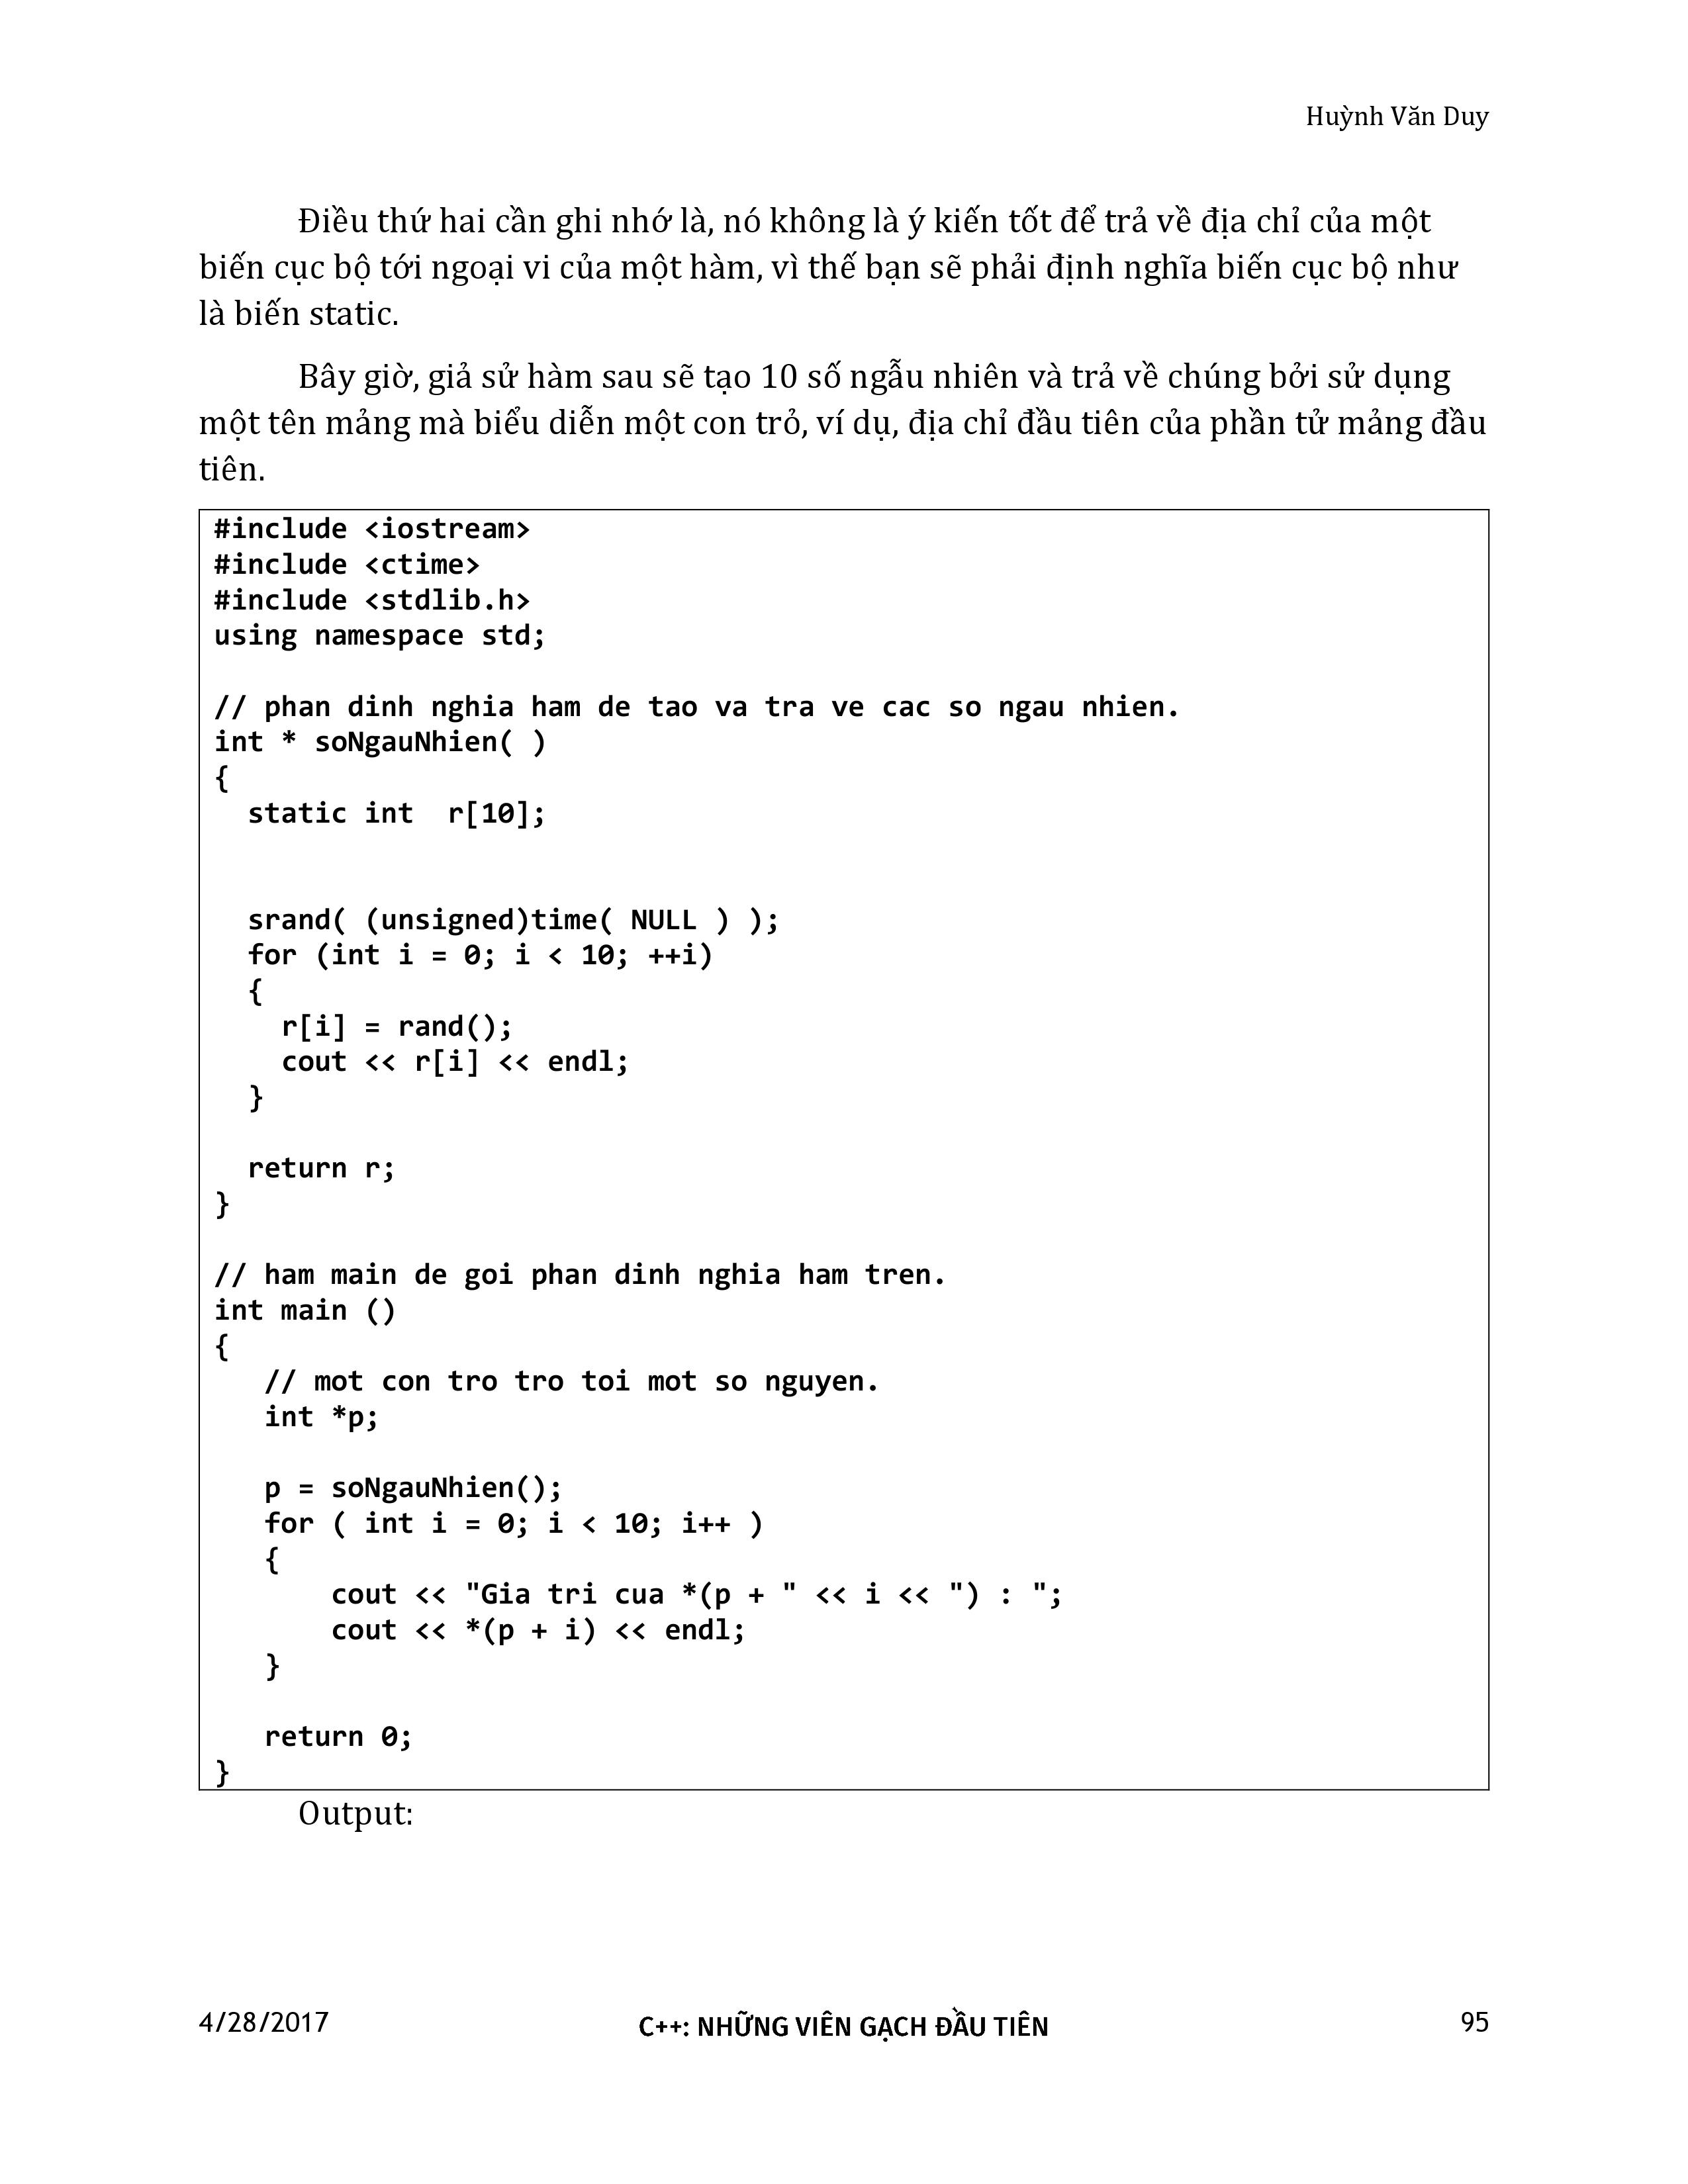 Huỳnh Văn Duy
Điều thứ hai cần ghi nhớ là, nó không là ý kiến tốt để trả về địa chỉ của một
biến cục bộ tới ngoại vi của một hàm, vì thế bạn sẽ phải định nghĩa biến cục bộ như
là biến static.
Bây giờ, giả sử hàm sau sẽ tạo 10 số ngẫu nhiên và trả về chúng bởi sử dụng
một tên mảng mà biểu diễn một con trỏ, ví dụ, địa chỉ đầu tiên của phần tử mảng đầu
tiên.
#include <iostream>
#include <ctime>
#include <stdlib.h>
using namespace std;
// phan dinh nghia ham de tao va tra ve cac so ngau nhien.
int * soNgauNhien( )
{
  static int  r[10];
  srand( (unsigned)time( NULL ) );
  for (int i = 0; i < 10; ++i)
  {
    r[i] = rand();
    cout << r[i] << endl;
  }
  return r;
}
// ham main de goi phan dinh nghia ham tren.
int main ()
{
   // mot con tro tro toi mot so nguyen.
   int *p;
   p = soNgauNhien();
   for ( int i = 0; i < 10; i++ )
   {
       cout << "Gia tri cua *(p + " << i << ") : ";
       cout << *(p + i) << endl;
   }
   return 0;
}
Output:
4/28/2017 C++: NHỮNG VIÊN GẠCH ĐẦU TIÊN 95